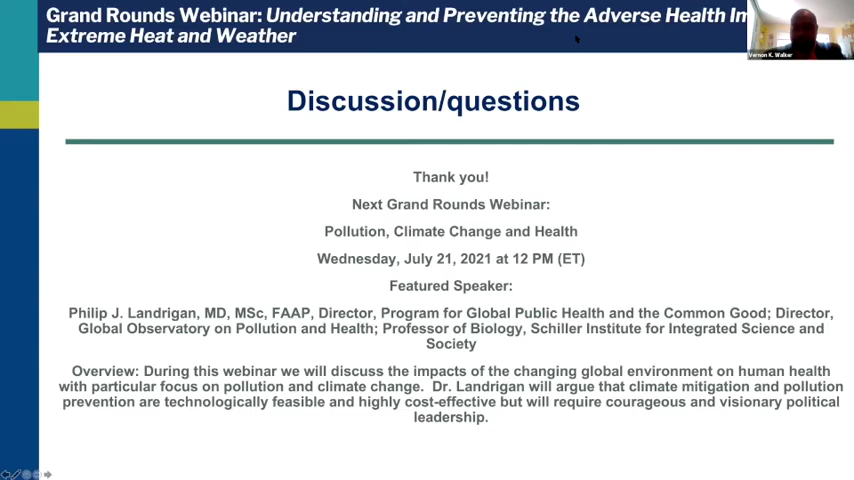 Grand Rounds Webinar: Understanding and Preventing the Adverse Health Im
Extreme Heat and Weather
Vernon K. Walker
Discussion/questions
Thank you!
Next Grand Rounds Webinar:
Pollution, Climate Change and Health
Wednesday, July 21, 2021 at 12 PM (ET)
Featured Speaker:
Philip J. Landrigan, MD, MSc, FAAP, Director, Program for Global Public Health and the Common Good; Director,
Global Observatory on Pollution and Health; Professor of Biology, Schiller Institute for Integrated Science and
Society
Overview: During this webinar we will discuss the impacts of the changing global environment on human health
with particular focus on pollution and climate change. Dr. Landrigan will argue that climate mitigation and pollution
prevention are technologically feasible and highly cost-effective but will require courageous and visionary political
leadership.